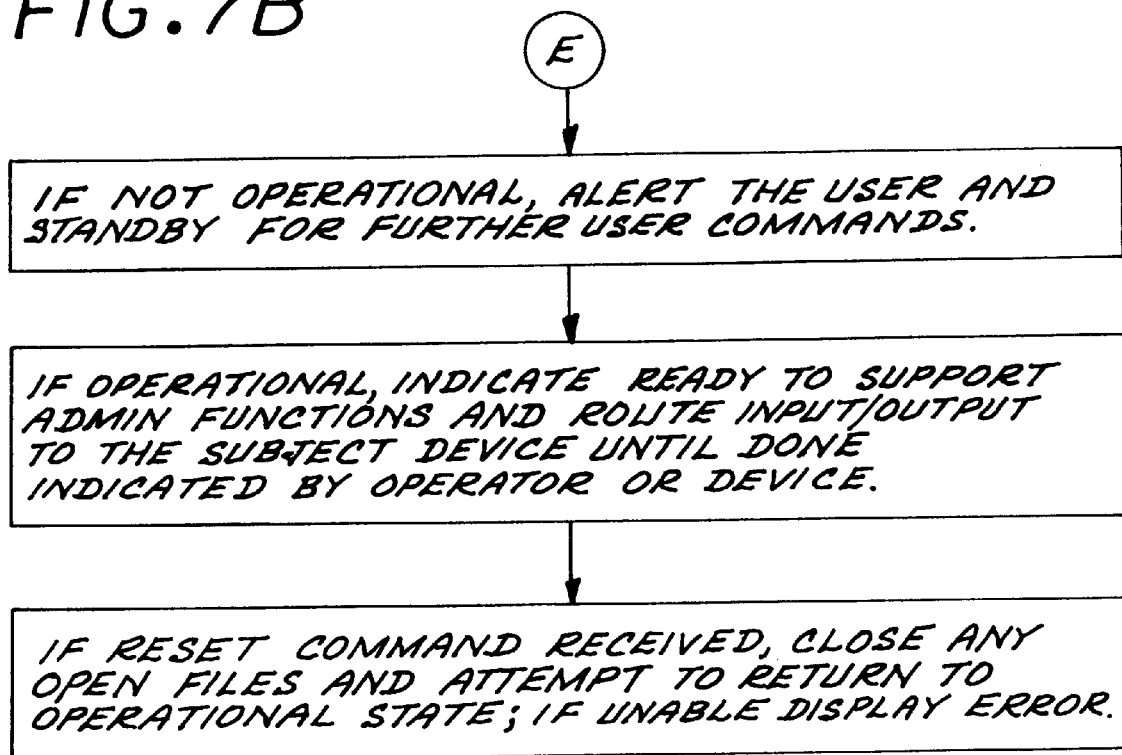 FIG. 7B
E
IF NOT OPERATIONAL, ALERT THE USER AND
STANDBY FOR FURTHER USER COMMANDS.
IF OPERATIONAL, INDICATE READY TO SUPPORT
ADMIN FUNCTIONS AND ROUTE INPUT/OUTPUT
TO THE SUBJECT DEVICE UNTIL DONE
INDICATED BY OPERATOR OR DEVICE.
IF RESET COMMAND RECEIVED, CLOSE ANY
OPEN FILES AND ATTEMPT TO RETURN TO
OPERATIONAL STATE; IF UNABLE DISPLAY ERROR.